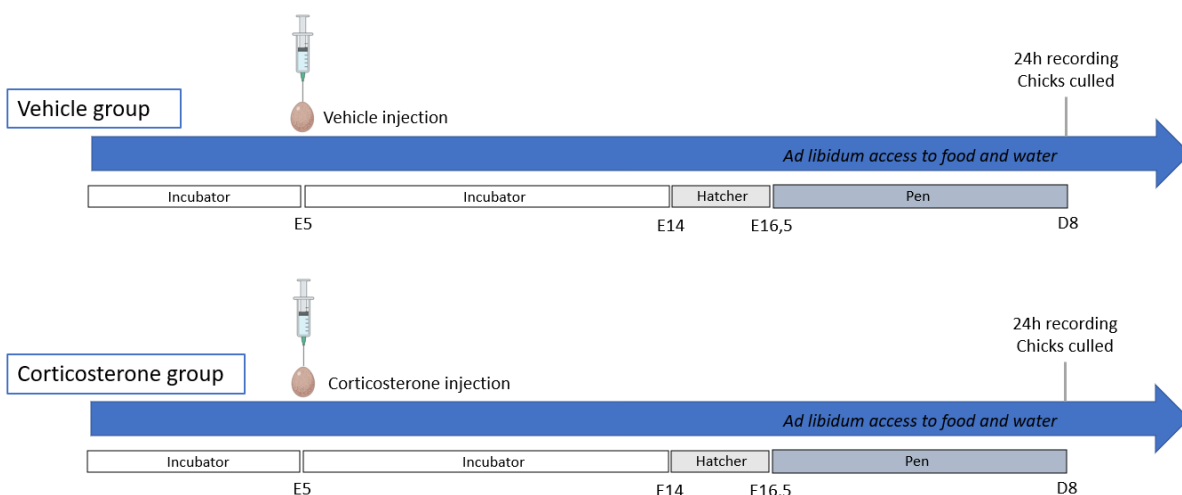 24h recording
Chicks culled
Vehicle group
Vehicle injection
Ad libidum access to food and water
Incubator
Incubator
Hatcher
Pen
E5
E14
E16,5
D8
24h recording
Chicks culled
Corticosterone group
Corticosterone injection
Ad libidum access to food and water
Incubator
Incubator
Hatcher
Pen
E5
E14
E16,5
D8